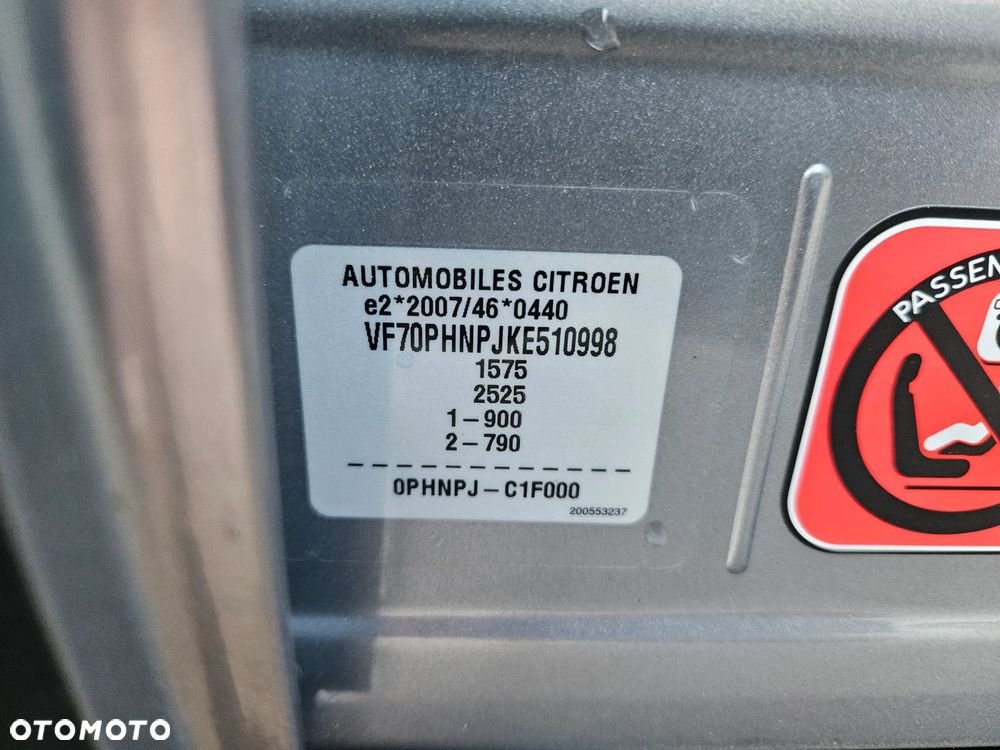 AUTOMOBILES CITROEN
e2*2007/46*0440
VF70PHNPJKE510998
1575
2525
1-900
2-790
0PHNPJ-C1F000
200553237
PASSEN
OTOMOTO